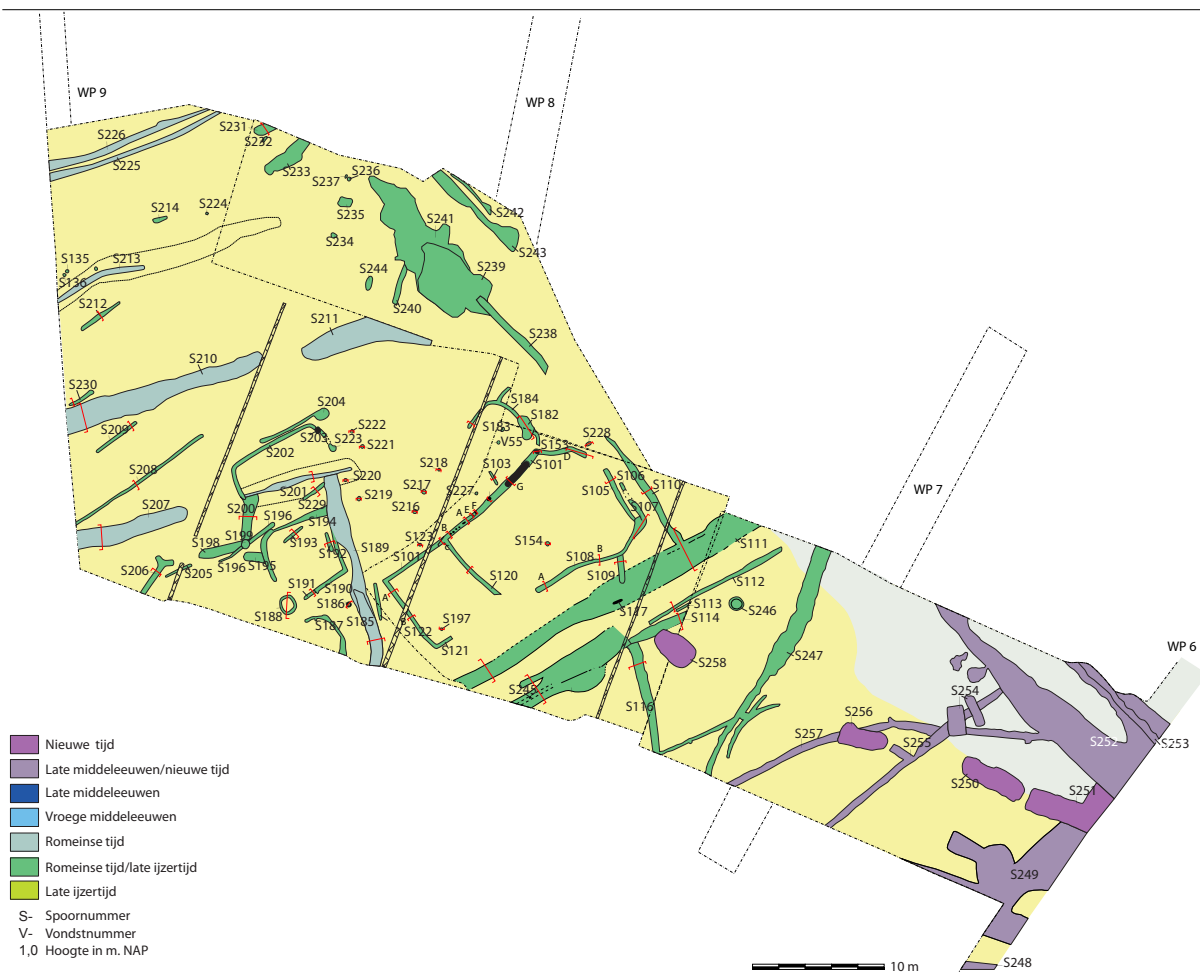 WP 9
WP 8
S226
S225
S231
S232
S233
S236
S237
S235
S234
S214
S224
S241
S242
S243
S239
S244
S240
S238
S135
S136
S213
S212
S211
S210
S230
S209
S208
S207
S206
S205
S204
S203
S202
S222
S223
S221
S220
S219
S218
S217
S216
S201
S229
S200
S199
S198
S196
S196
S195
S194
S193
S192
S191
S190
S189
S188
S187
S186
S185
S184
S183
S182
V55
S153
S228
S101
D
G
S103
S227
A
E
F
B
C
S123
S101
S120
A
B
S122
S197
S121
S106
S105
S107
S110
S154
S108
B
S109
A
S111
S112
S113
S114
S117
S246
S258
S247
S245
S116
WP 7
WP 6
S254
S256
S257
S255
S252
S253
S250
S251
S249
S248
Nieuwe tijd
Late middeleeuwen/nieuwe tijd
Late middeleeuwen
Vroege middeleeuwen
Romeinse tijd
Romeinse tijd/late ijzertijd
Late ijzertijd
S- Spoornummer
V- Vondstnummer
1,0 Hoogte in m. NAP
10 m